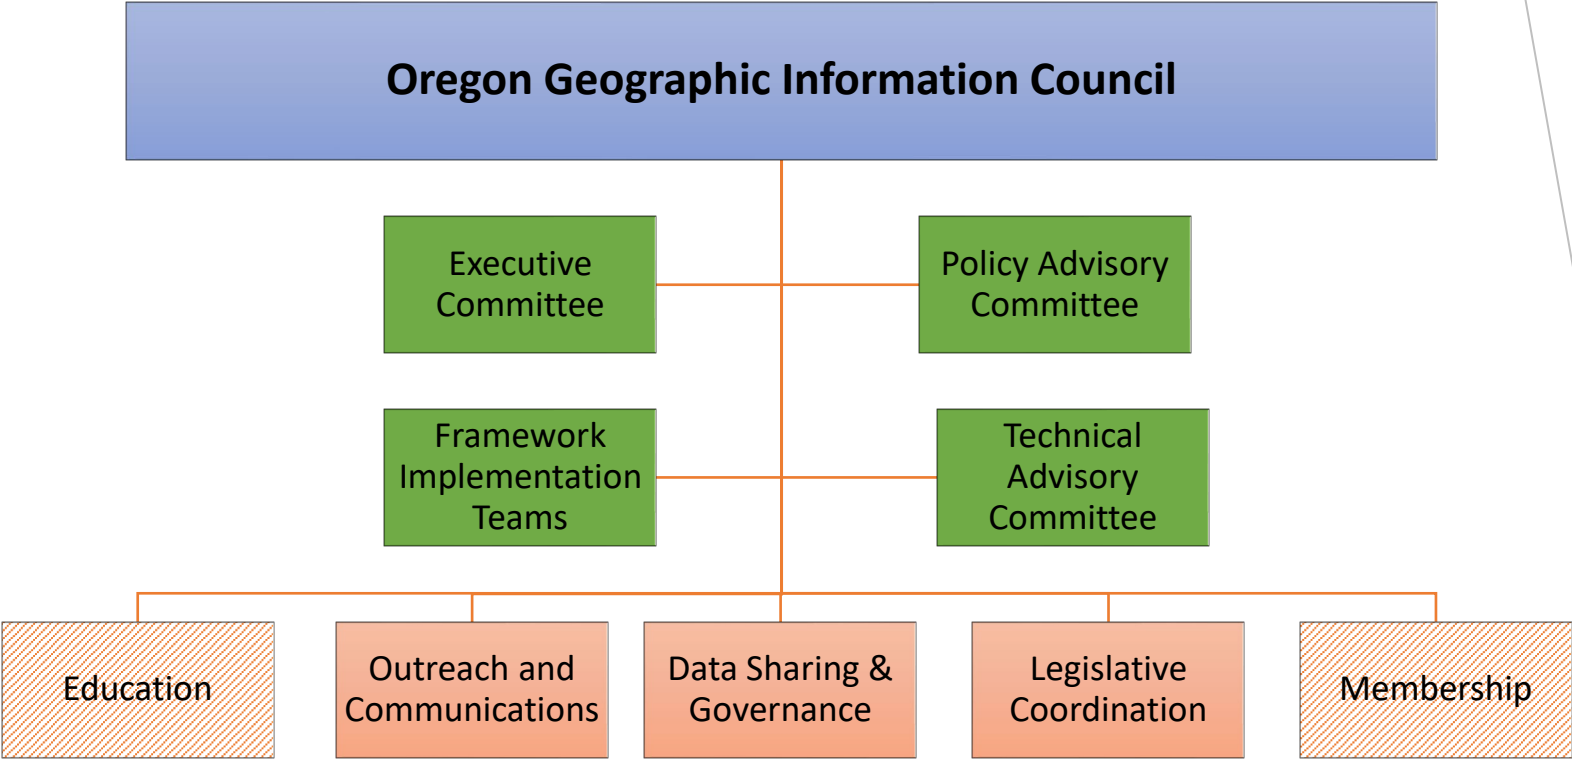 Oregon Geographic Information Council
Executive
Committee
Policy Advisory
Committee
Framework
Implementation
Teams
Technical
Advisory
Committee
Education
Outreach and
Communications
Data Sharing &
Governance
Legislative
Coordination
Membership